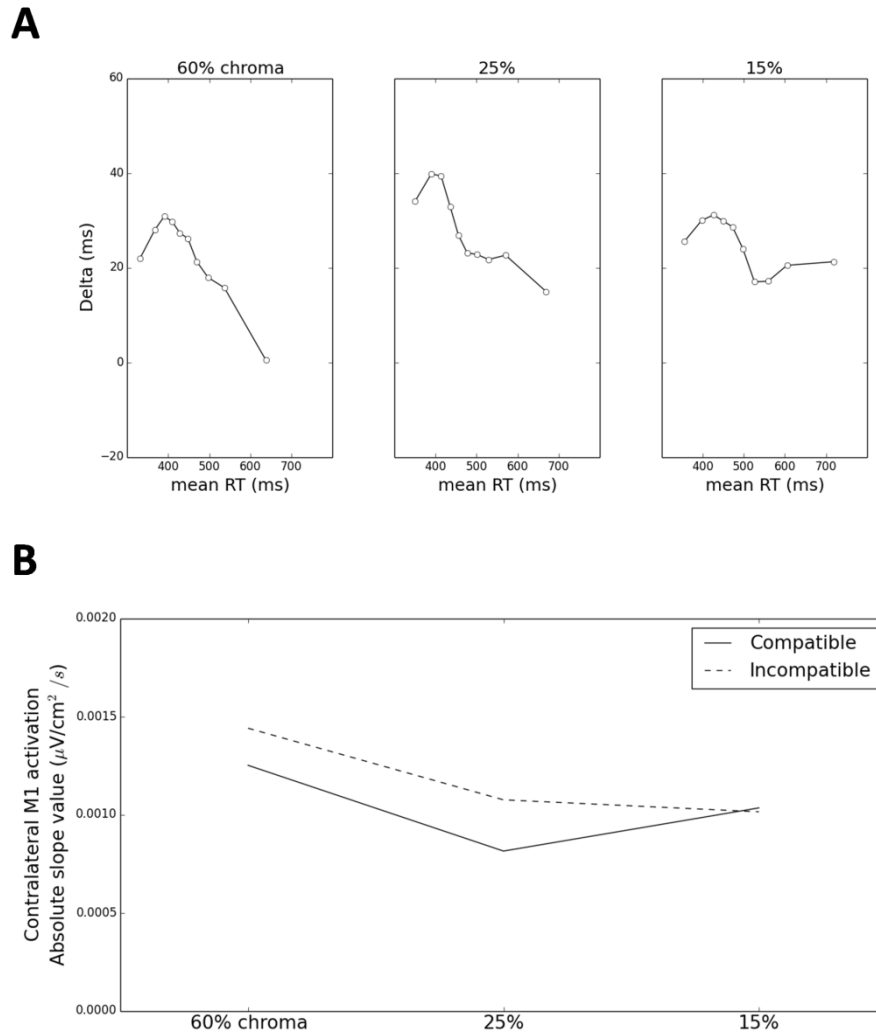 A
60% chroma
25%
15%
60
40
20
0
−20
Delta (ms)
400 500 600 700
400 500 600 700
400 500 600 700
mean RT (ms)
mean RT (ms)
mean RT (ms)
B
0.0020
0.0015
0.0010
0.0005
0.0000
Contralateral M1 activation
Absolute slope value (μV/cm² /s)
Compatible
Incompatible
60% chroma
25%
15%